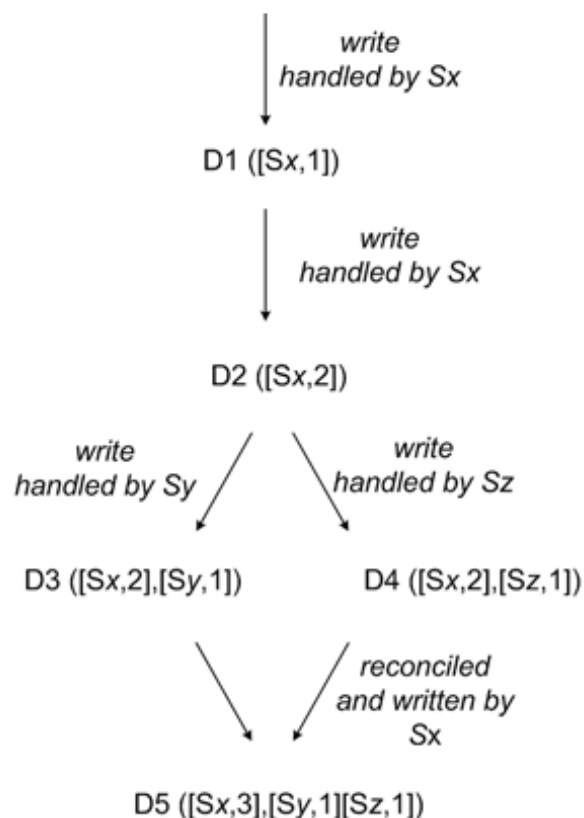 write
handled by Sx
D1 ([Sx,1])
write
handled by Sx
D2 ([Sx,2])
write
handled by Sy
write
handled by Sz
D3 ([Sx,2],[Sy,1])
D4 ([Sx,2],[Sz,1])
reconciled
and written by
Sx
D5 ([Sx,3],[Sy,1][Sz,1])